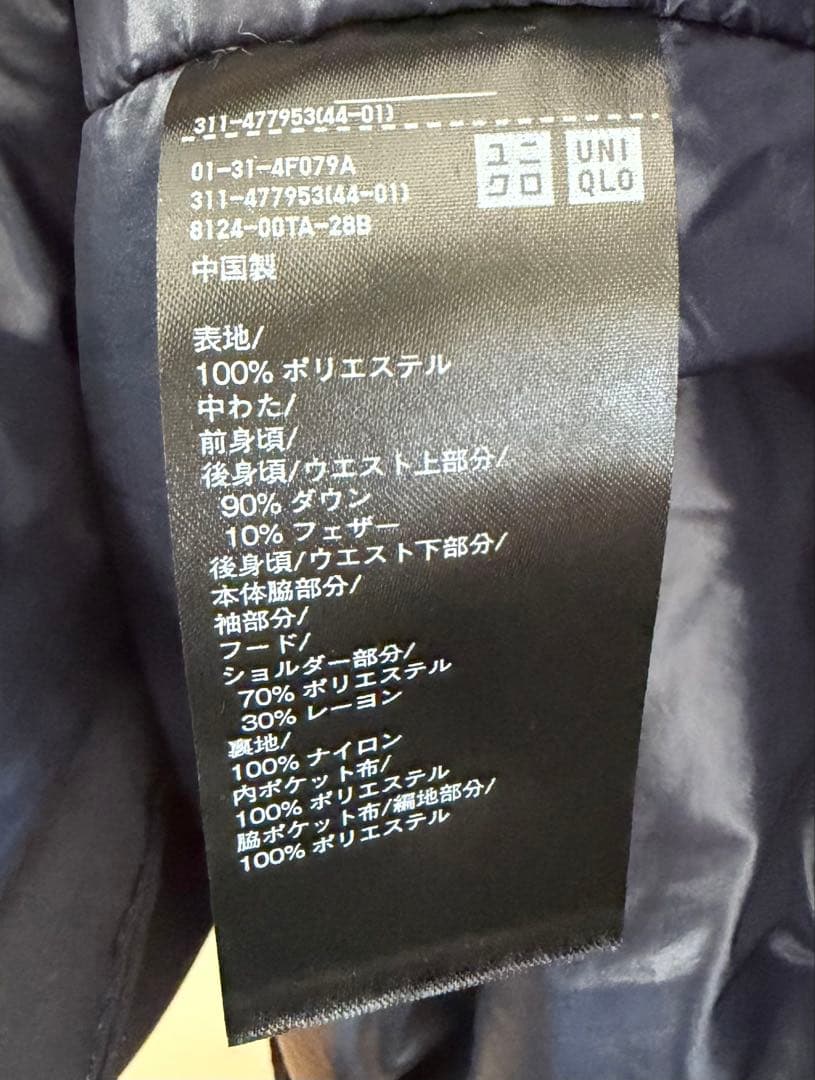 311-477953(44-01)
01-31-4F079A
311-477953(44-01)
8124-00TA-28B
ユニ
クロ
UNI
QLO
中国製
表地/
100% ポリエステル
中わた/
前身頃/
後身頃/ウエスト上部分/
90% ダウン
10% フェザー
後身頃/ウエスト下部分/
本体脇部分/
袖部分/
フード/
ショルダー部分/
70% ポリエステル
30% レーヨン
裏地/
100% ナイロン
内ポケット布/
100% ポリエステル
脇ポケット布/編地部分/
100% ポリエステル